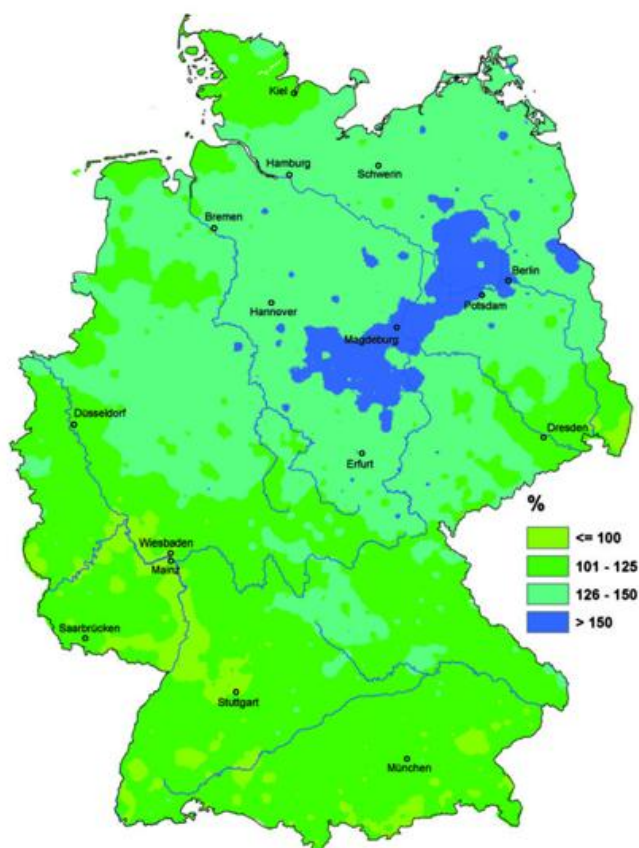 Kiel
Hamburg
Schwerin
Bremen
Berlin
Hannover
Potsdam
Magdeburg
Düsseldorf
Dresden
Erfurt
%
<= 100
Wiesbaden
101 - 125
Mainz
126 - 150
> 150
Saarbrücken
Stuttgart
München